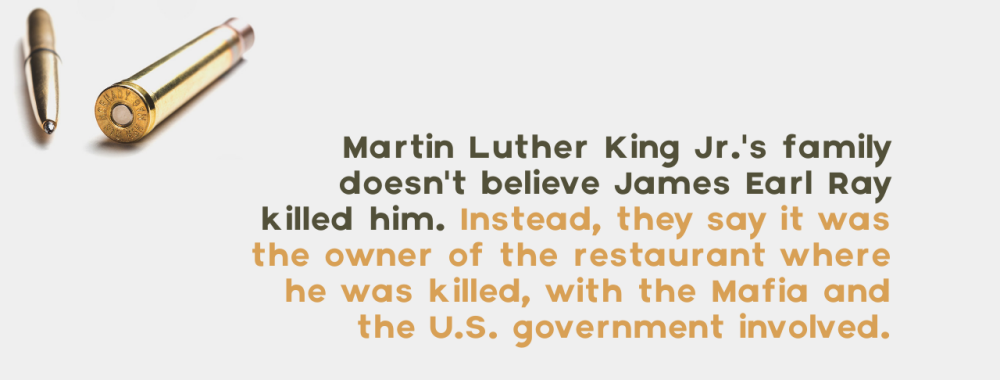 Martin Luther King Jr.'s family
doesn't believe James Earl Ray
killed him. Instead, they say it was
the owner of the restaurant where
he was killed, with the Mafia and
the U.S. government involved.